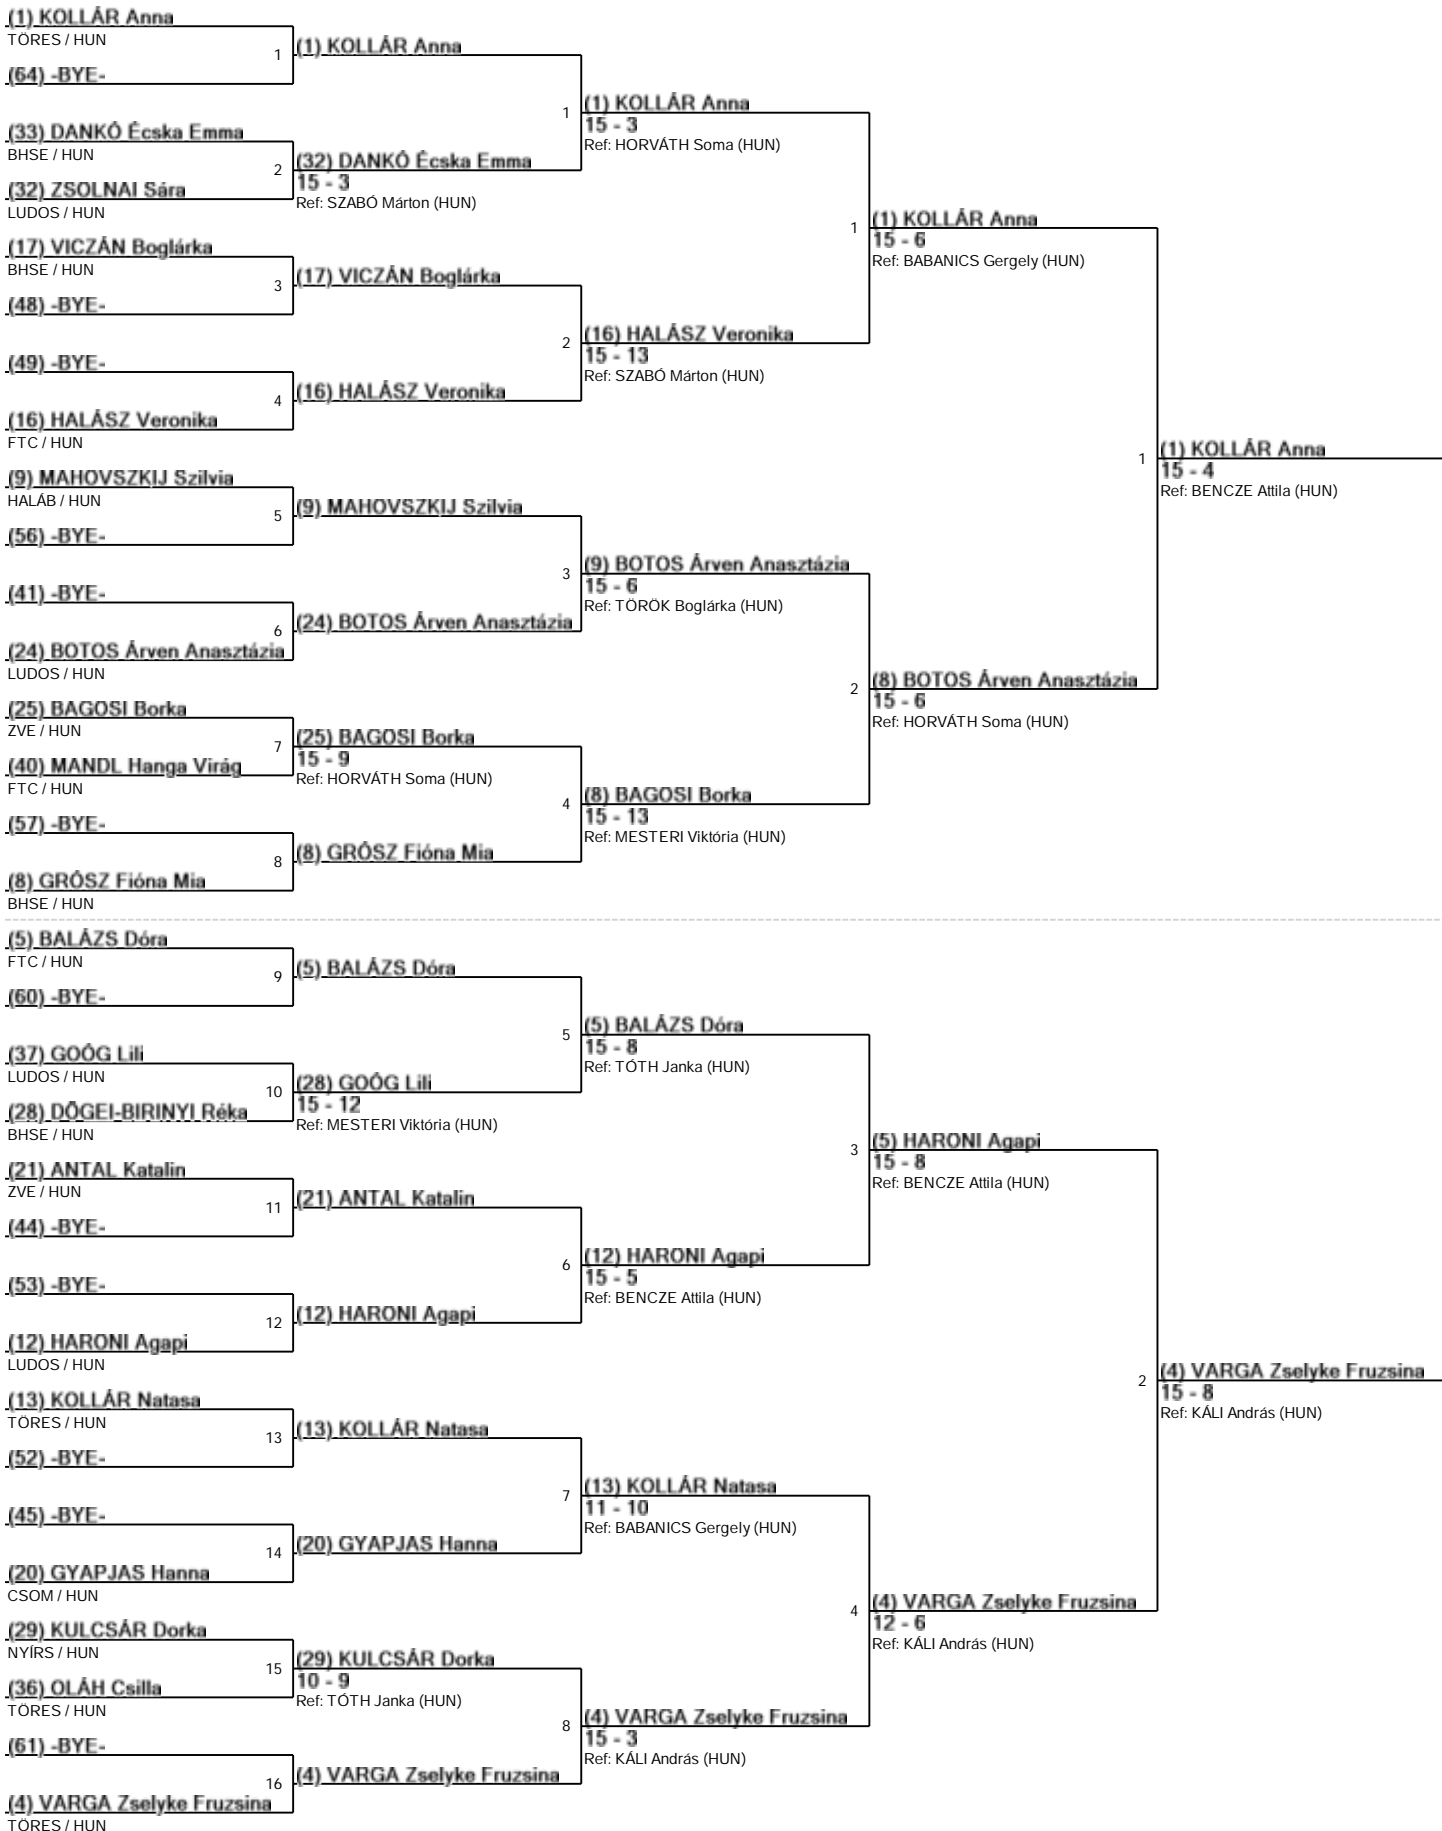 (1) KOLLÁR Anna
TÖRES / HUN
1
(64) -BYE-
(33) DANKÓ Écska Emma
BHSE / HUN
2
(32) ZSOLNAI Sára
LUDOS / HUN
(17) VICZÁN Boglárka
BHSE / HUN
3
(48) -BYE-
(49) -BYE-
4
(16) HALÁSZ Veronika
FTC / HUN
(9) MAHOVSZKIJ Szilvia
HALÁB / HUN
5
(56) -BYE-
(41) -BYE-
6
(24) BOTOS Árven Anasztázia
LUDOS / HUN
(25) BAGOSI Borka
ZVE / HUN
7
(40) MANDL Hanga Virág
FTC / HUN
(57) -BYE-
8
(8) GRÓSZ Fióna Mia
BHSE / HUN
(5) BALÁZS Dóra
FTC / HUN
9
(60) -BYE-
(37) GOÓG Lili
LUDOS / HUN
10
(28) DŐGEI-BIRINYI Réka
BHSE / HUN
(21) ANTAL Katalin
ZVE / HUN
11
(44) -BYE-
(53) -BYE-
12
(12) HARONI Agapi
LUDOS / HUN
(13) KOLLÁR Natasa
TÖRES / HUN
13
(52) -BYE-
(45) -BYE-
14
(20) GYAPJAS Hanna
CSOM / HUN
(29) KULCSÁR Dorka
NYÍRS / HUN
15
(36) OLÁH Csilla
TÖRES / HUN
(61) -BYE-
16
(4) VARGA Zselyke Fruzsina
TÖRES / HUN
(1) KOLLÁR Anna
1
(32) DANKÓ Écska Emma
15 - 3
Ref: SZABÓ Márton (HUN)
(17) VICZÁN Boglárka
2
(16) HALÁSZ Veronika
(9) MAHOVSZKIJ Szilvia
3
(24) BOTOS Árven Anasztázia
(25) BAGOSI Borka
15 - 9
Ref: HORVÁTH Soma (HUN)
4
(8) GRÓSZ Fióna Mia
(5) BALÁZS Dóra
5
(28) GOÓG Lili
15 - 12
Ref: MESTERI Viktória (HUN)
(21) ANTAL Katalin
6
(12) HARONI Agapi
(13) KOLLÁR Natasa
7
(20) GYAPJAS Hanna
(29) KULCSÁR Dorka
10 - 9
Ref: TÓTH Janka (HUN)
8
(4) VARGA Zselyke Fruzsina
(1) KOLLÁR Anna
15 - 3
Ref: HORVÁTH Soma (HUN)
1
(16) HALÁSZ Veronika
15 - 13
Ref: SZABÓ Márton (HUN)
(9) BOTOS Árven Anasztázia
15 - 6
Ref: TÖRÖK Boglárka (HUN)
2
(8) BAGOSI Borka
15 - 13
Ref: MESTERI Viktória (HUN)
(5) BALÁZS Dóra
15 - 8
Ref: TÓTH Janka (HUN)
3
(12) HARONI Agapi
15 - 5
Ref: BENCZE Attila (HUN)
(13) KOLLÁR Natasa
11 - 10
Ref: BABANICS Gergely (HUN)
4
(4) VARGA Zselyke Fruzsina
15 - 3
Ref: KÁLI András (HUN)
(1) KOLLÁR Anna
15 - 6
Ref: BABANICS Gergely (HUN)
1
(8) BOTOS Árven Anasztázia
15 - 6
Ref: HORVÁTH Soma (HUN)
(5) HARONI Agapi
15 - 8
Ref: BENCZE Attila (HUN)
2
(4) VARGA Zselyke Fruzsina
12 - 6
Ref: KÁLI András (HUN)
(1) KOLLÁR Anna
15 - 4
Ref: BENCZE Attila (HUN)
(4) VARGA Zselyke Fruzsina
15 - 8
Ref: KÁLI András (HUN)